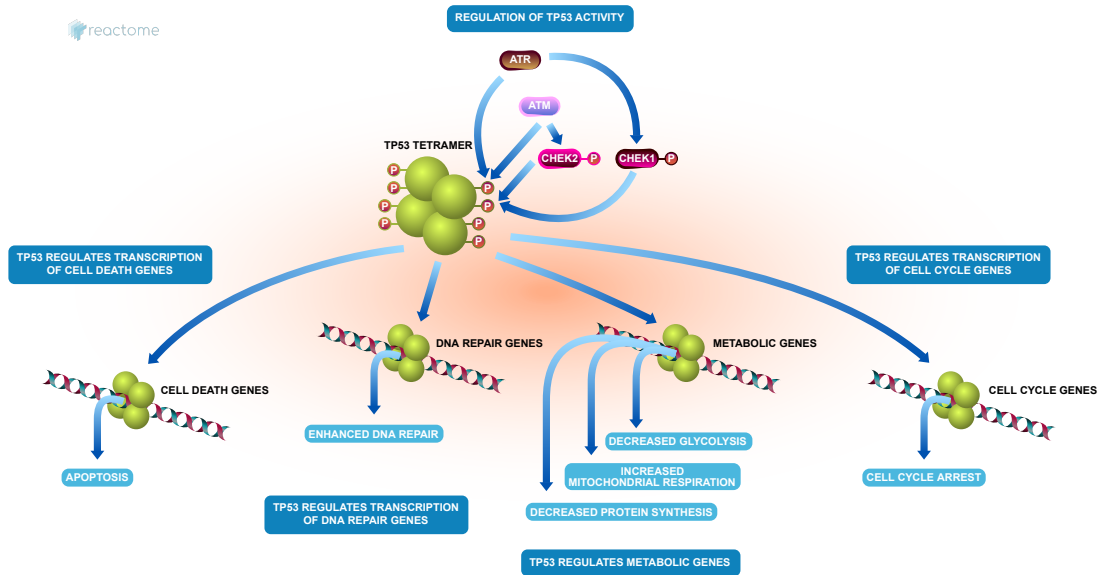 REGULATION OF TP53 ACTIVITY
reactome
ATR
ATM
TP53 TETRAMER
CHEK2
P
CHEK1
P
P
P
P
P
P
P
P
P
TP53 REGULATES TRANSCRIPTION
OF CELL DEATH GENES
TP53 REGULATES TRANSCRIPTION
OF CELL CYCLE GENES
DNA REPAIR GENES
METABOLIC GENES
CELL DEATH GENES
CELL CYCLE GENES
ENHANCED DNA REPAIR
DECREASED GLYCOLYSIS
APOPTOSIS
INCREASED
MITOCHONDRIAL RESPIRATION
CELL CYCLE ARREST
DECREASED PROTEIN SYNTHESIS
TP53 REGULATES TRANSCRIPTION
OF DNA REPAIR GENES
TP53 REGULATES METABOLIC GENES